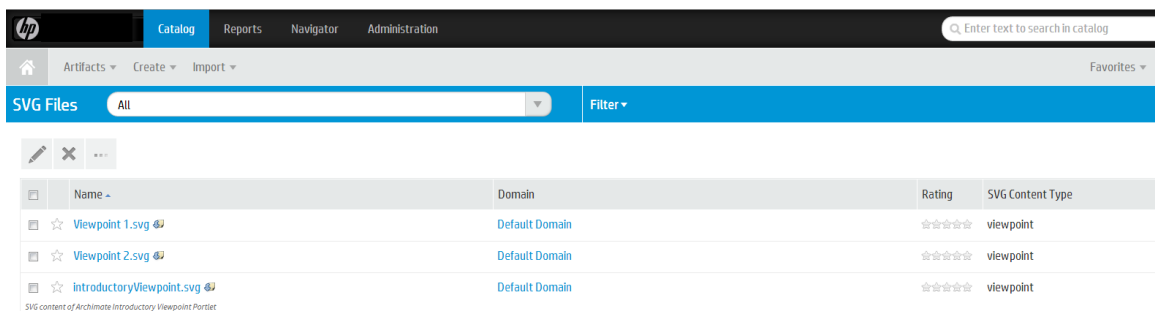 hp Catalog Reports Navigator Administration Enter text to search in catalog
Artifacts Create Import Favorites
SVG Files All Filter
...
Name Domain Rating SVG Content Type
Viewpoint 1.svg Default Domain viewpoint
Viewpoint 2.svg Default Domain viewpoint
introductoryViewpoint.svg Default Domain viewpoint
SVG content of Archimate Introductory Viewpoint Portlet